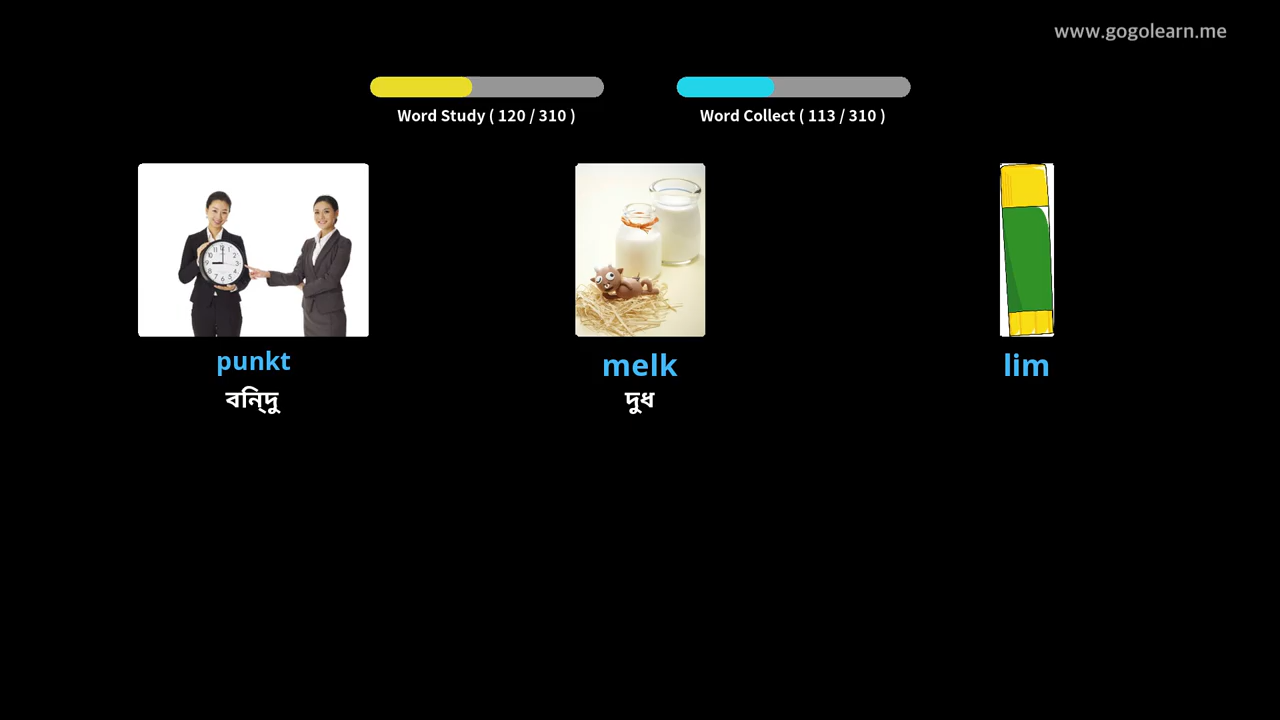 www.gogolearn.me
Word Study ( 120 / 310 )
Word Collect ( 113 / 310 )
punkt
melk
lim
বিন্দু
দুধ